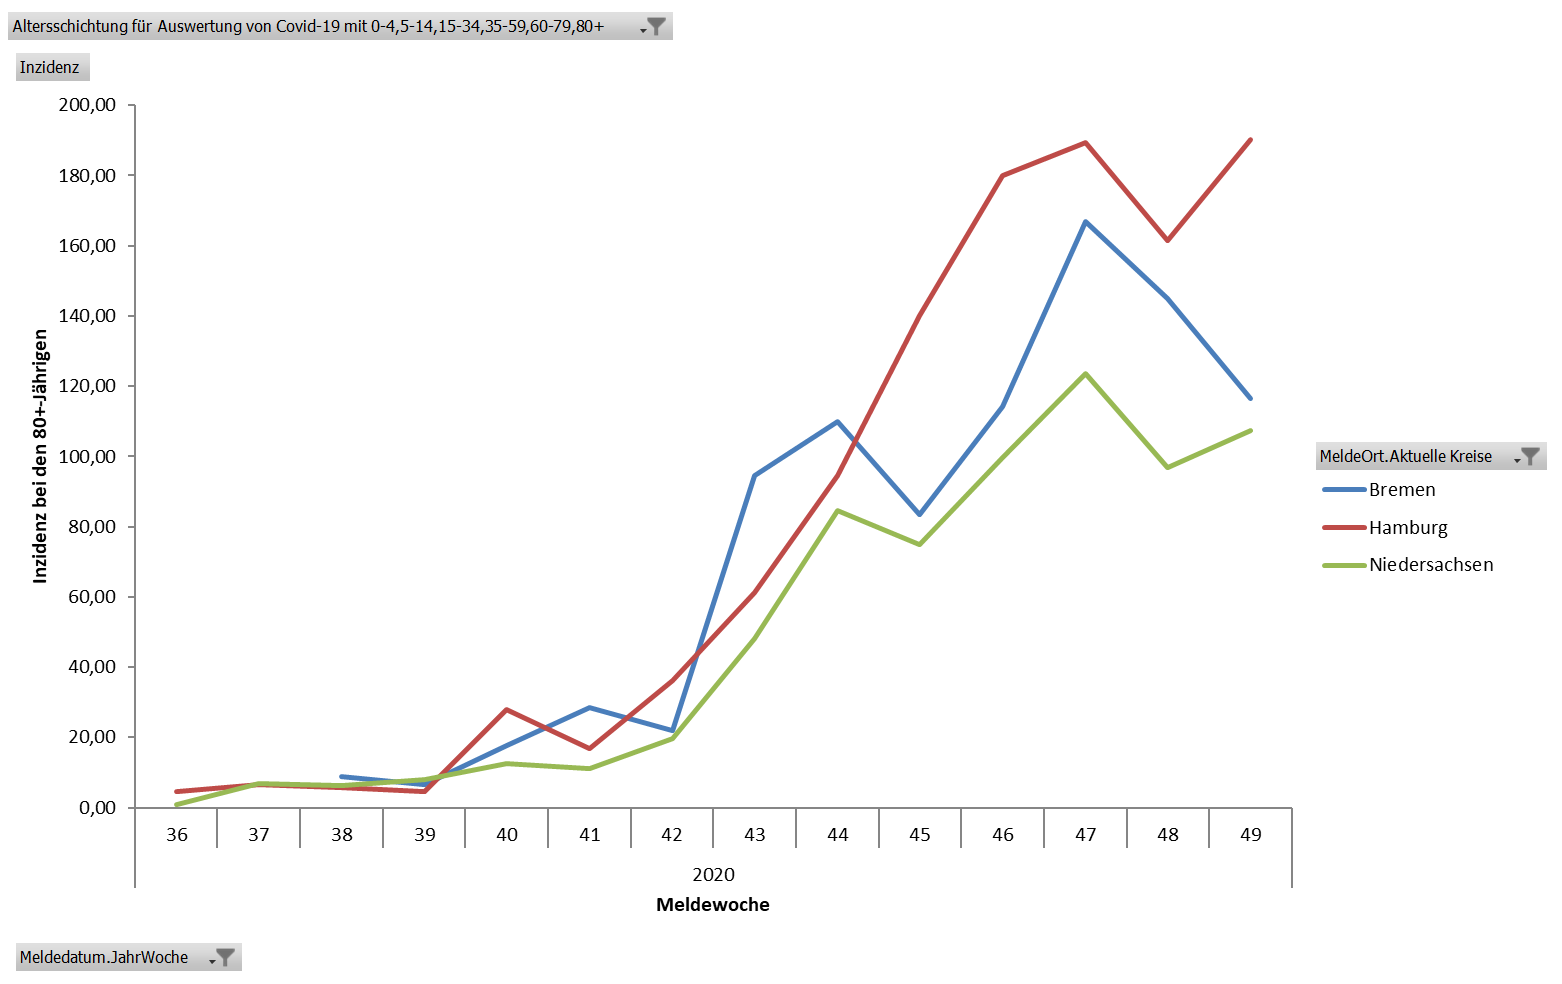 Altersschichtung für Auswertung von Covid-19 mit 0-4,5-14,15-34,35-59,60-79,80+
Inzidenz
200,00
180,00
160,00
140,00
120,00
100,00
80,00
60,00
40,00
20,00
0,00
Inzidenz bei den 80+-Jährigen
36 37 38 39 40 41 42 43 44 45 46 47 48 49
2020
Meldewoche
MeldeOrt.Aktuelle Kreise
Bremen
Hamburg
Niedersachsen
Meldedatum.JahrWoche